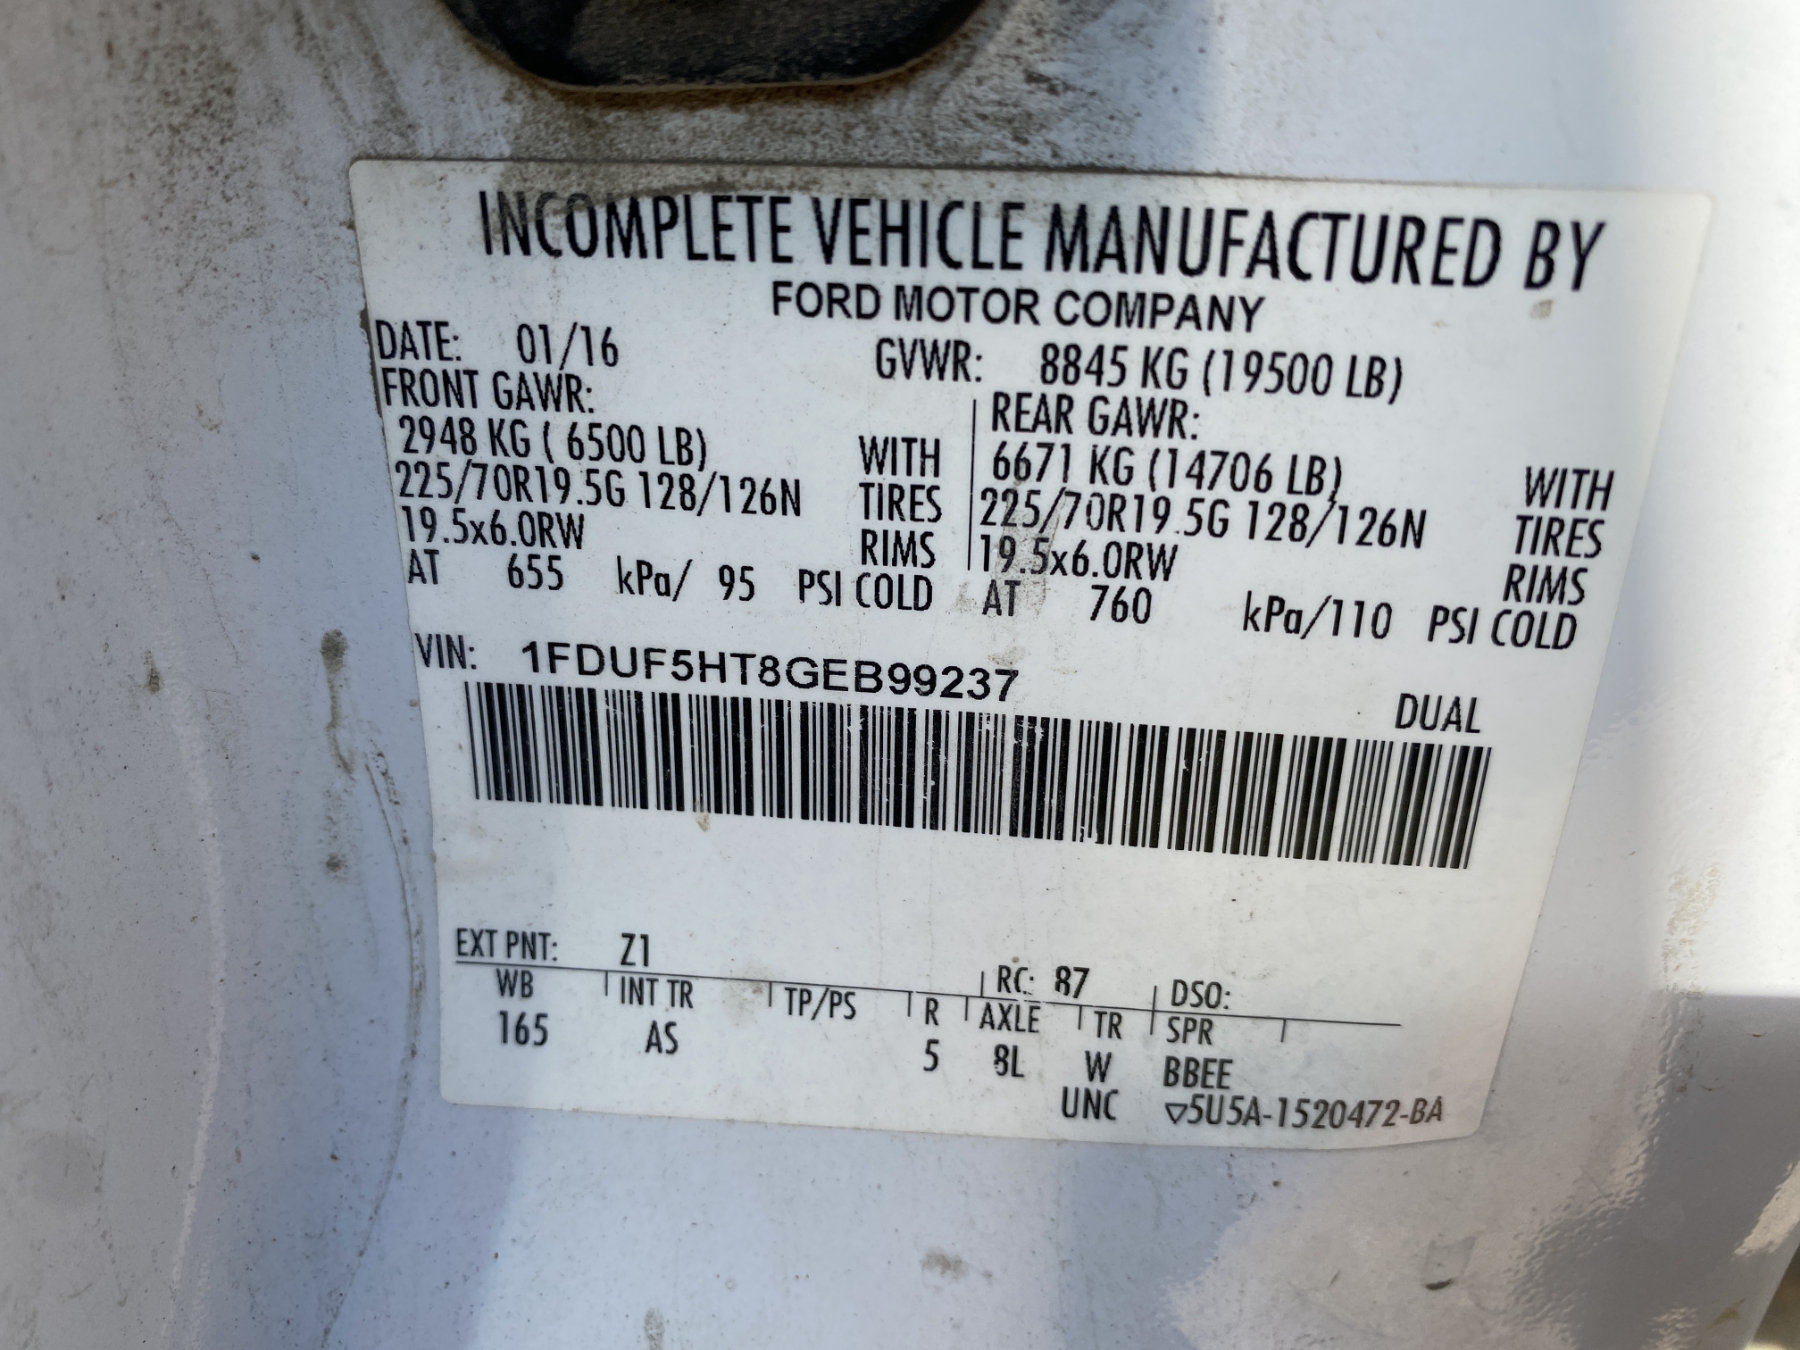 INCOMPLETE VEHICLE MANUFACTURED BY
FORD MOTOR COMPANY
DATE: 01/16 GVWR: 8845 KG (19500 LB)
FRONT GAWR: REAR GAWR:
2948 KG ( 6500 LB) WITH 6671 KG (14706 LB) WITH
225/70R19.5G 128/126N TIRES 225/70R19.5G 128/126N TIRES
19.5x6.0RW RIMS 19.5x6.0RW RIMS
AT 655 kPa/ 95 PSI COLD AT 760 kPa/110 PSI COLD
VIN: 1FDUF5HT8GEB99237
DUAL
EXT PNT: Z1 RC: 87 DSO:
WB INT TR TP/PS R AXLE TR SPR
165 AS 5 8L W BBEE
UNC ▽5U5A-1520472-BA